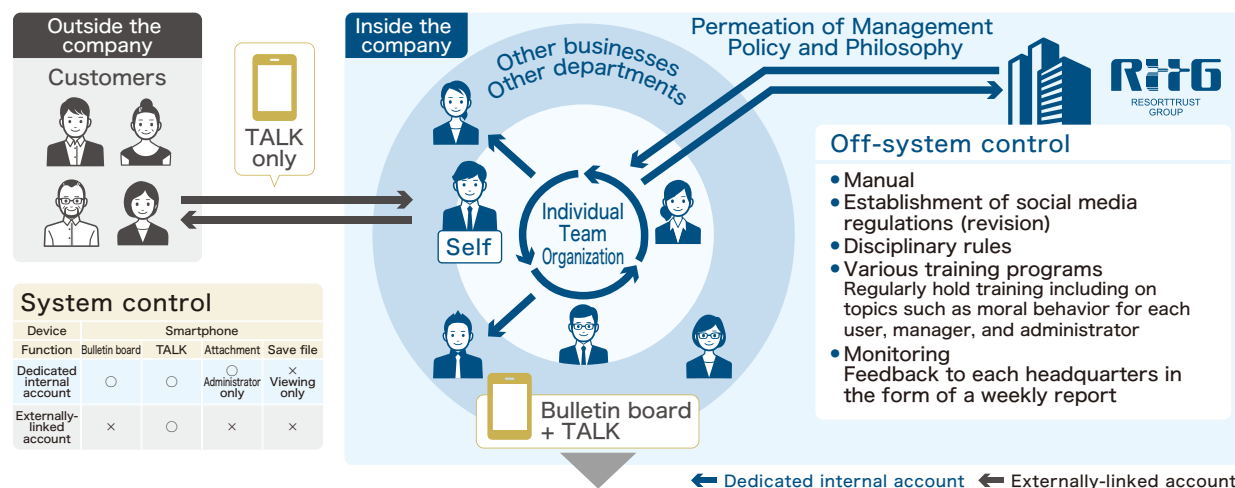 Outside the
company
Customers
TALK
only
Inside the
company
Other businesses
Other departments
Permeation of Management
Policy and Philosophy
RTTG
RESORTTRUST
GROUP
Self
Individual
Team
Organization
Bulletin board
+ TALK
Off-system control
• Manual
• Establishment of social media
regulations (revision)
• Disciplinary rules
• Various training programs
Regularly hold training including on
topics such as moral behavior for each
user, manager, and administrator
• Monitoring
Feedback to each headquarters in
the form of a weekly report
System control
Device Smartphone
Function Bulletin board TALK Attachment Save file
Dedicated
internal
account
○ ○ ○
Administrator
only
×
Viewing
only
Externally-
linked
account
× ○ × ×
Dedicated internal account Externally-linked account